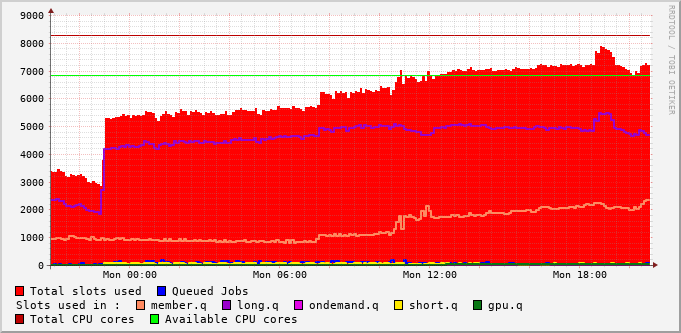 9000
8000
7000
6000
5000
4000
3000
2000
1000
0
Mon 00:00 Mon 06:00 Mon 12:00 Mon 18:00
RRDTOOL / TOBI OETIKER
Total slots used Queued Jobs
Slots used in : member.q long.q ondemand.q short.q gpu.q
Total CPU cores Available CPU cores